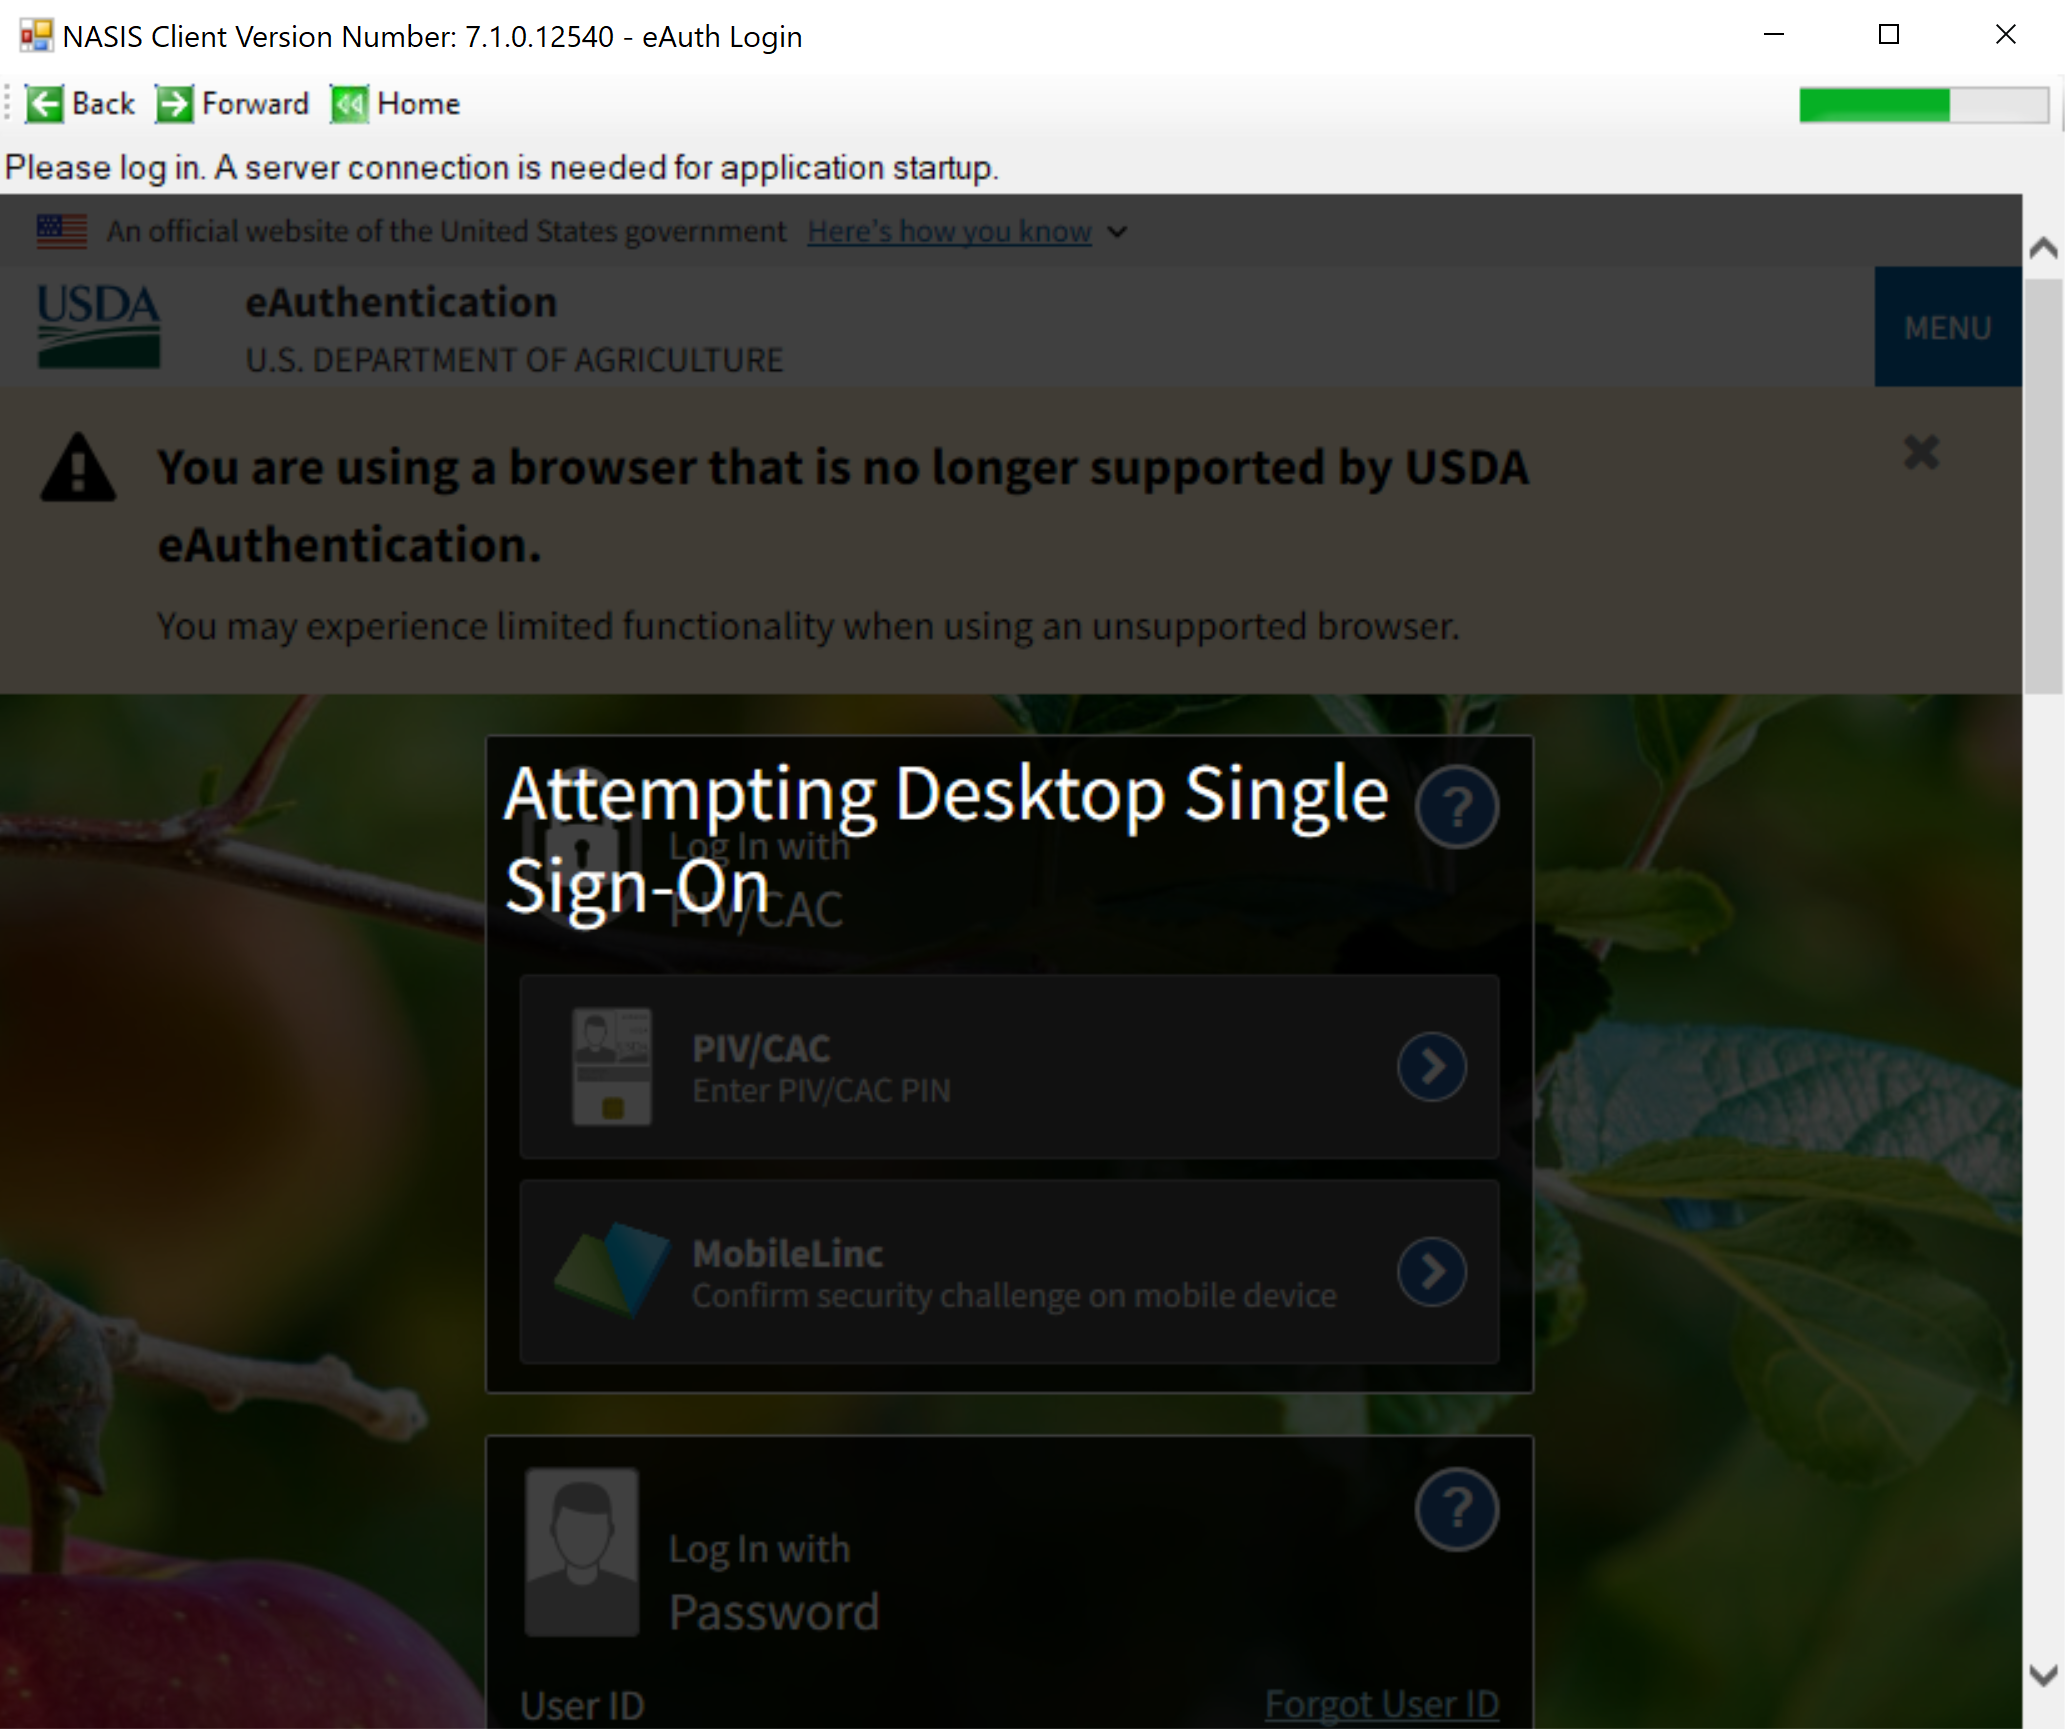 NASIS Client Version Number: 7.1.0.12540 - eAuth Login
Back Forward Home
Please log in. A server connection is needed for application startup.
An official website of the United States government Here's how you know
USDA
eAuthentication
U.S. DEPARTMENT OF AGRICULTURE
MENU
You are using a browser that is no longer supported by USDA
eAuthentication.
You may experience limited functionality when using an unsupported browser.
Attempting Desktop Single
Sign-On
?
Log In with
PIV/CAC
PIV/CAC
Enter PIV/CAC PIN
MobileLinc
Confirm security challenge on mobile device
?
Log In with
Password
User ID
Forgot User ID